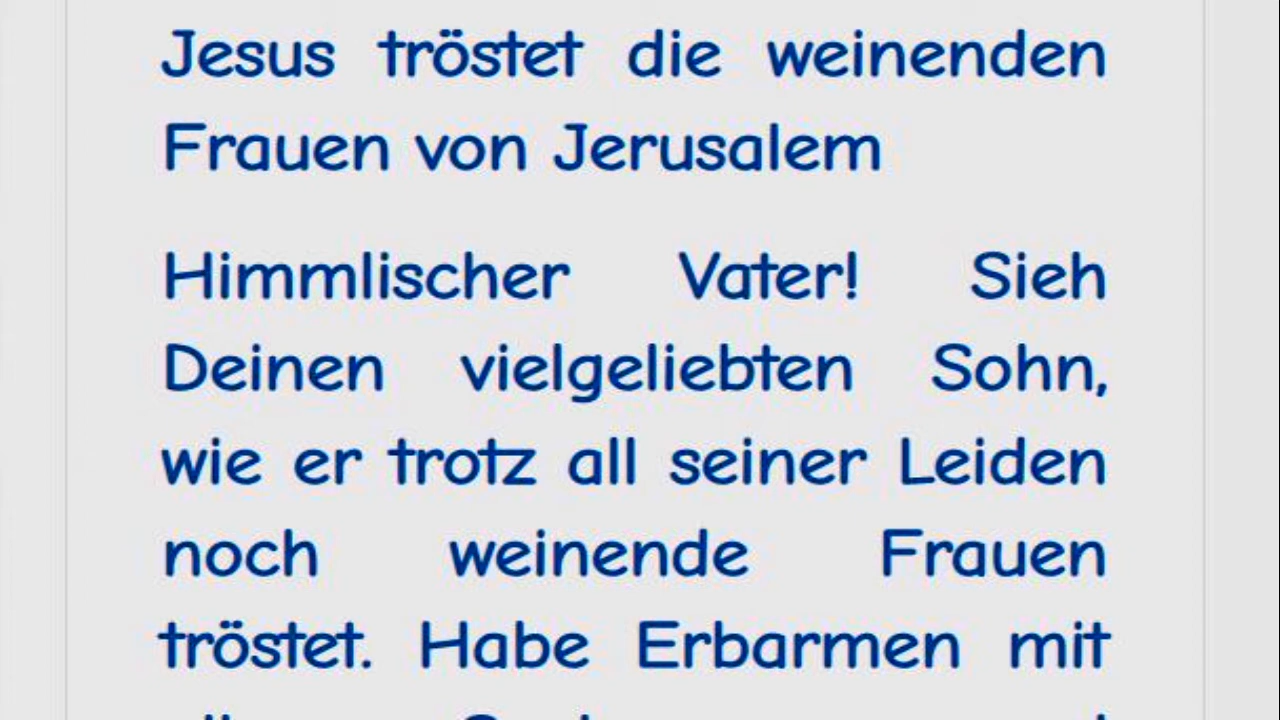 Jesus tröstet die weinenden
Frauen von Jerusalem
Himmlischer Vater! Sieh
Deinen vielgeliebten Sohn,
wie er trotz all seiner Leiden
noch weinende Frauen
tröstet. Habe Erbarmen mit